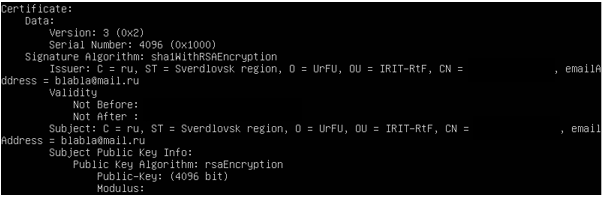 Certificate:
Data:
Version: 3 (0x2)
Serial Number: 4096 (0x1000)
Signature Algorithm: sha1WithRSAEncryption
Issuer: C = ru, ST = Sverdlovsk region, O = UrFU, OU = IRIT-RtF, CN = , emailA
ddress = blabla@mail.ru
Validity
Not Before:
Not After :
Subject: C = ru, ST = Sverdlovsk region, O = UrFU, OU = IRIT-RtF, CN = , email
Address = blabla@mail.ru
Subject Public Key Info:
Public Key Algorithm: rsaEncryption
Public-Key: (4096 bit)
Modulus: